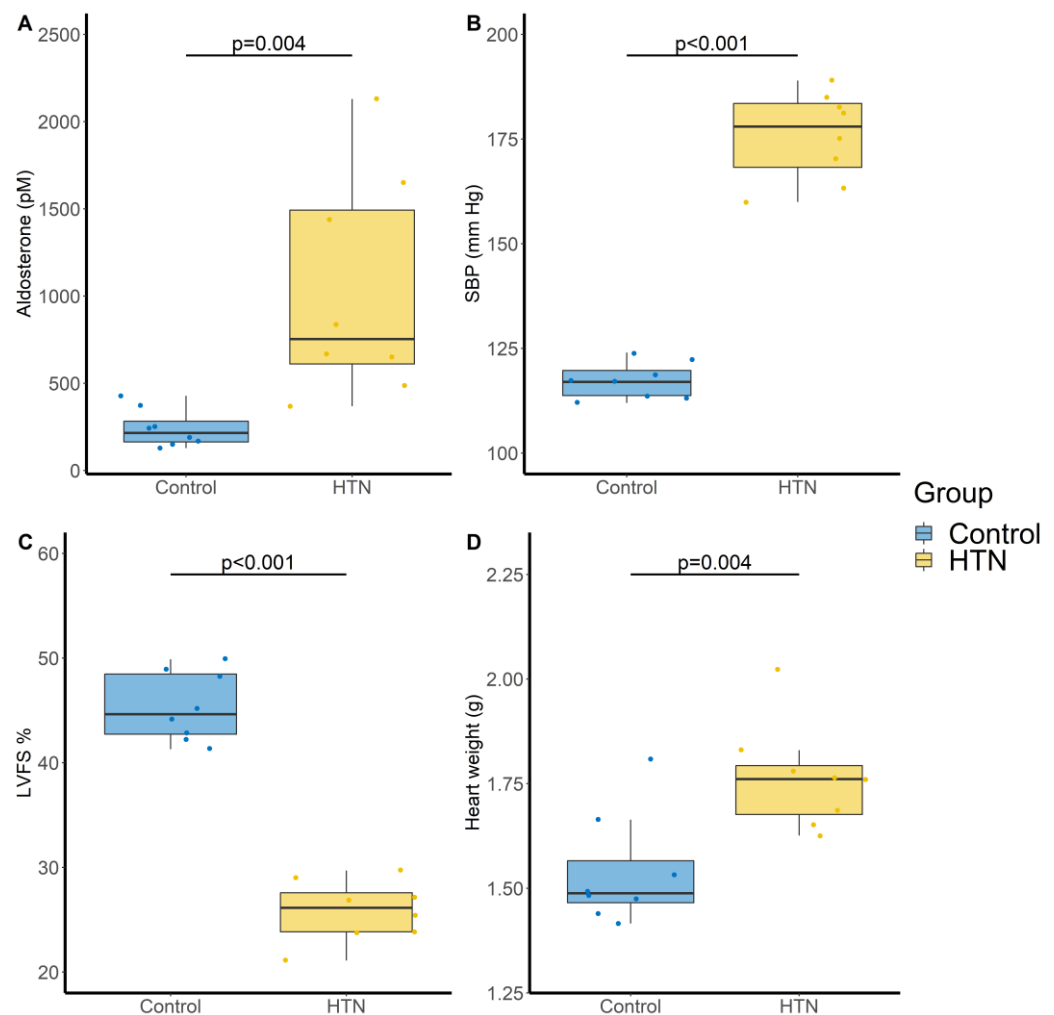 A
Aldosterone (pM)
2500
2000
1500
1000
500
0
p=0.004
Control
HTN
B
SBP (mm Hg)
200
175
150
125
100
p<0.001
Control
HTN
Group
Control
HTN
C
LVFS %
60
50
40
30
20
p<0.001
Control
HTN
D
Heart weight (g)
2.25
2.00
1.75
1.50
1.25
p=0.004
Control
HTN